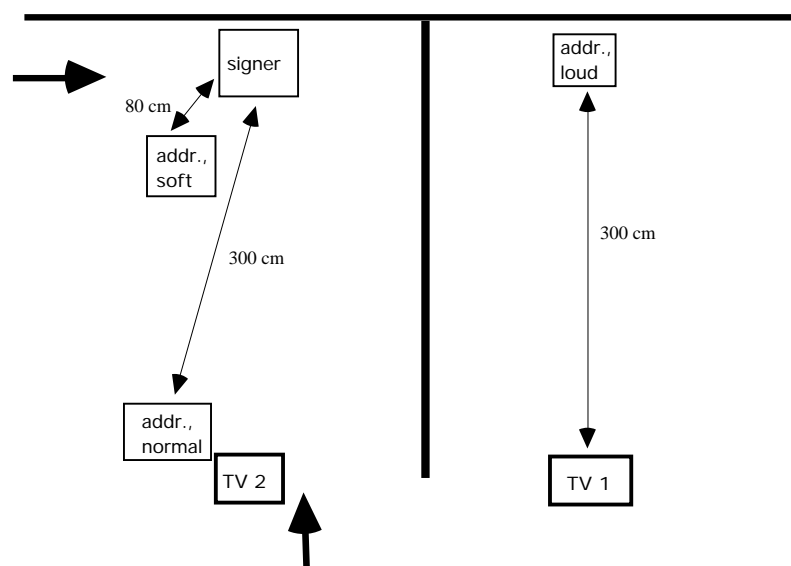 signer
80 cm
addr.,
soft
300 cm
addr.,
normal
TV 2
addr.,
loud
300 cm
TV 1